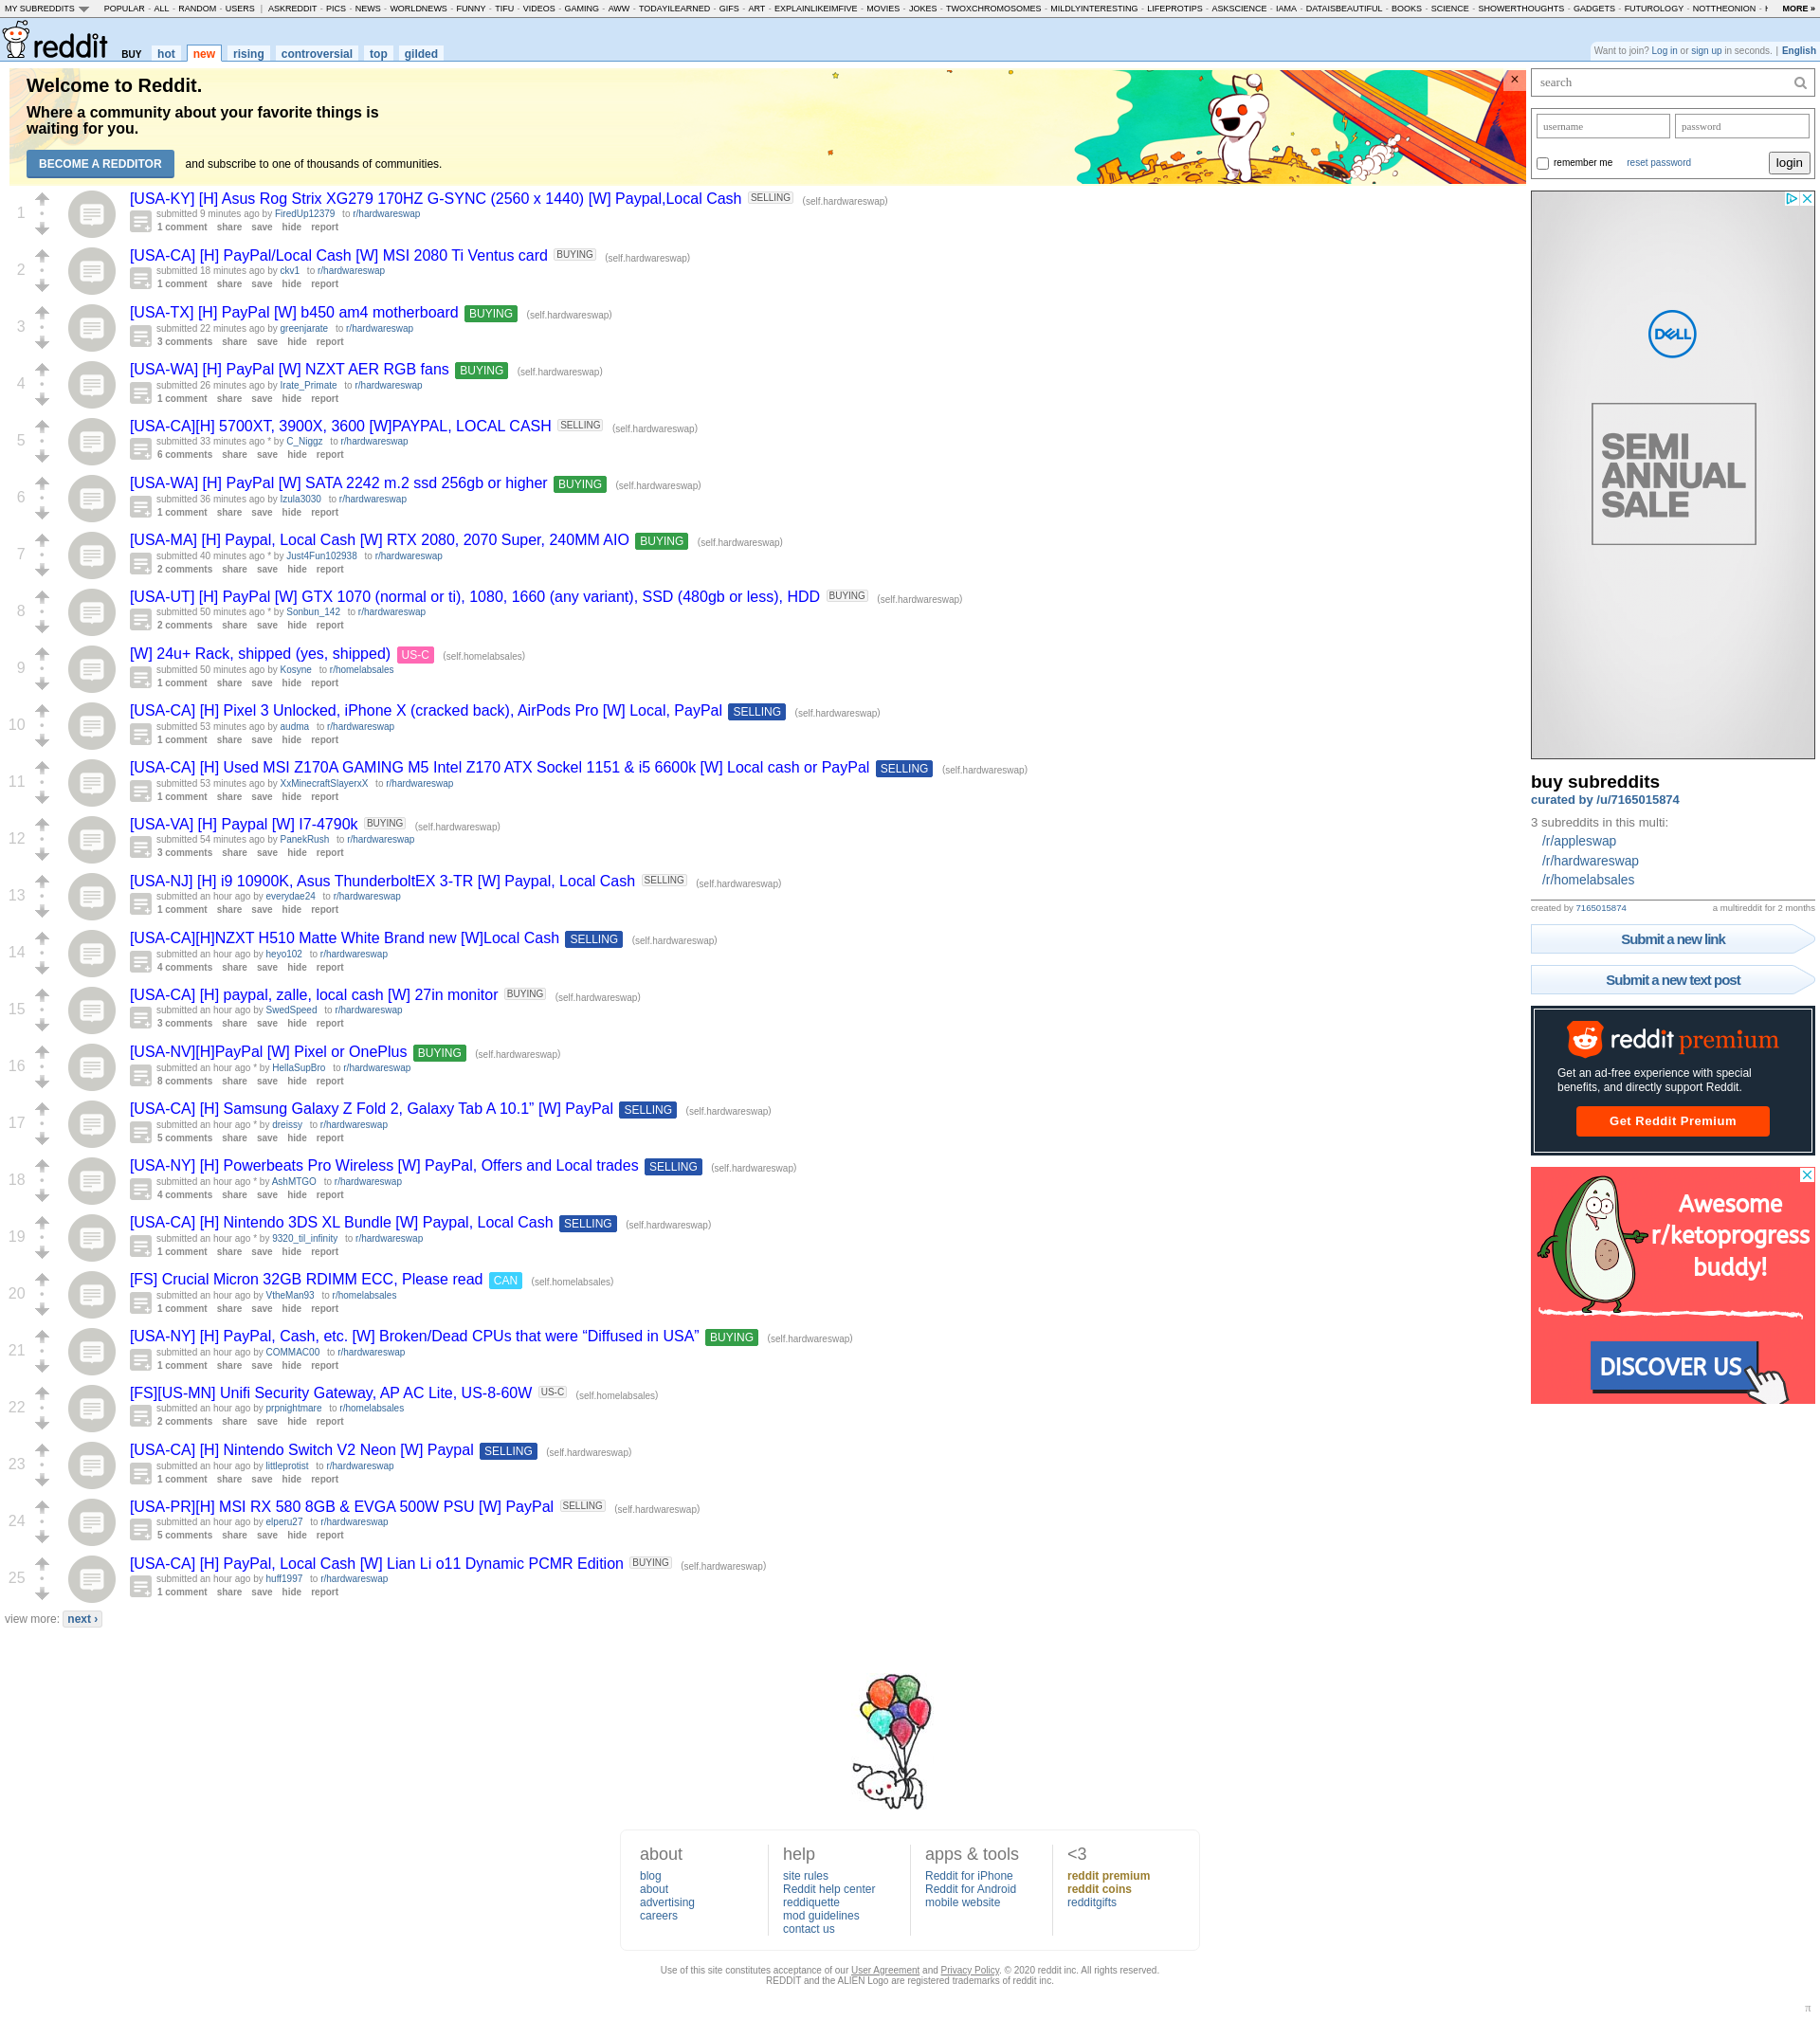 MY SUBREDDITS POPULAR - ALL - RANDOM - USERS | ASKREDDIT - PICS - NEWS - WORLDNEWS - FUNNY - TIFU - VIDEOS - GAMING - AWW - TODAYILEARNED - GIFS - ART - EXPLAINLIKEIMFIVE - MOVIES - JOKES - TWOXCHROMOSOMES - MILDLYINTERESTING - LIFEPROTIPS - ASKSCIENCE - IAMA - DATAISBEAUTIFUL - BOOKS - SCIENCE - SHOWERTHOUGHTS - GADGETS - FUTUROLOGY - NOTTHEONION - MORE »
reddit BUY hot new rising controversial top gilded
Want to join? Log in or sign up in seconds. | English
Welcome to Reddit.
Where a community about your favorite things is
waiting for you.
BECOME A REDDITOR and subscribe to one of thousands of communities.
×
1
[USA-KY] [H] Asus Rog Strix XG279 170HZ G-SYNC (2560 x 1440) [W] Paypal,Local Cash SELLING (self.hardwareswap)
submitted 9 minutes ago by FiredUp12379 to r/hardwareswap
1 comment share save hide report
2
[USA-CA] [H] PayPal/Local Cash [W] MSI 2080 Ti Ventus card BUYING (self.hardwareswap)
submitted 18 minutes ago by ckv1 to r/hardwareswap
1 comment share save hide report
3
[USA-TX] [H] PayPal [W] b450 am4 motherboard BUYING (self.hardwareswap)
submitted 22 minutes ago by greenjarate to r/hardwareswap
3 comments share save hide report
4
[USA-WA] [H] PayPal [W] NZXT AER RGB fans BUYING (self.hardwareswap)
submitted 26 minutes ago by Irate_Primate to r/hardwareswap
1 comment share save hide report
5
[USA-CA][H] 5700XT, 3900X, 3600 [W]PAYPAL, LOCAL CASH SELLING (self.hardwareswap)
submitted 33 minutes ago * by C_Niggz to r/hardwareswap
6 comments share save hide report
6
[USA-WA] [H] PayPal [W] SATA 2242 m.2 ssd 256gb or higher BUYING (self.hardwareswap)
submitted 36 minutes ago by Izula3030 to r/hardwareswap
1 comment share save hide report
7
[USA-MA] [H] Paypal, Local Cash [W] RTX 2080, 2070 Super, 240MM AIO BUYING (self.hardwareswap)
submitted 40 minutes ago * by Just4Fun102938 to r/hardwareswap
2 comments share save hide report
8
[USA-UT] [H] PayPal [W] GTX 1070 (normal or ti), 1080, 1660 (any variant), SSD (480gb or less), HDD BUYING (self.hardwareswap)
submitted 50 minutes ago * by Sonbun_142 to r/hardwareswap
2 comments share save hide report
9
[W] 24u+ Rack, shipped (yes, shipped) US-C (self.homelabsales)
submitted 50 minutes ago by Kosyne to r/homelabsales
1 comment share save hide report
10
[USA-CA] [H] Pixel 3 Unlocked, iPhone X (cracked back), AirPods Pro [W] Local, PayPal SELLING (self.hardwareswap)
submitted 53 minutes ago by audma to r/hardwareswap
1 comment share save hide report
11
[USA-CA] [H] Used MSI Z170A GAMING M5 Intel Z170 ATX Sockel 1151 & i5 6600k [W] Local cash or PayPal SELLING (self.hardwareswap)
submitted 53 minutes ago by XxMinecraftSlayerxX to r/hardwareswap
1 comment share save hide report
12
[USA-VA] [H] Paypal [W] I7-4790k BUYING (self.hardwareswap)
submitted 54 minutes ago by PanekRush to r/hardwareswap
3 comments share save hide report
13
[USA-NJ] [H] i9 10900K, Asus ThunderboltEX 3-TR [W] Paypal, Local Cash SELLING (self.hardwareswap)
submitted an hour ago by everydae24 to r/hardwareswap
1 comment share save hide report
14
[USA-CA][H]NZXT H510 Matte White Brand new [W]Local Cash SELLING (self.hardwareswap)
submitted an hour ago by heyo102 to r/hardwareswap
4 comments share save hide report
15
[USA-CA] [H] paypal, zalle, local cash [W] 27in monitor BUYING (self.hardwareswap)
submitted an hour ago by SwedSpeed to r/hardwareswap
3 comments share save hide report
16
[USA-NV][H]PayPal [W] Pixel or OnePlus BUYING (self.hardwareswap)
submitted an hour ago * by HellaSupBro to r/hardwareswap
8 comments share save hide report
17
[USA-CA] [H] Samsung Galaxy Z Fold 2, Galaxy Tab A 10.1” [W] PayPal SELLING (self.hardwareswap)
submitted an hour ago * by dreissy to r/hardwareswap
5 comments share save hide report
18
[USA-NY] [H] Powerbeats Pro Wireless [W] PayPal, Offers and Local trades SELLING (self.hardwareswap)
submitted an hour ago * by AshMTGO to r/hardwareswap
4 comments share save hide report
19
[USA-CA] [H] Nintendo 3DS XL Bundle [W] Paypal, Local Cash SELLING (self.hardwareswap)
submitted an hour ago * by 9320_til_infinity to r/hardwareswap
1 comment share save hide report
20
[FS] Crucial Micron 32GB RDIMM ECC, Please read CAN (self.homelabsales)
submitted an hour ago by VtheMan93 to r/homelabsales
1 comment share save hide report
21
[USA-NY] [H] PayPal, Cash, etc. [W] Broken/Dead CPUs that were “Diffused in USA” BUYING (self.hardwareswap)
submitted an hour ago by COMMAC00 to r/hardwareswap
1 comment share save hide report
22
[FS][US-MN] Unifi Security Gateway, AP AC Lite, US-8-60W US-C (self.homelabsales)
submitted an hour ago by prpnightmare to r/homelabsales
2 comments share save hide report
23
[USA-CA] [H] Nintendo Switch V2 Neon [W] Paypal SELLING (self.hardwareswap)
submitted an hour ago by littleprotist to r/hardwareswap
1 comment share save hide report
24
[USA-PR][H] MSI RX 580 8GB & EVGA 500W PSU [W] PayPal SELLING (self.hardwareswap)
submitted an hour ago by elperu27 to r/hardwareswap
5 comments share save hide report
25
[USA-CA] [H] PayPal, Local Cash [W] Lian Li o11 Dynamic PCMR Edition BUYING (self.hardwareswap)
submitted an hour ago by huff1997 to r/hardwareswap
1 comment share save hide report
view more: next ›
search
username password
remember me reset password login
DELL
SEMI
ANNUAL
SALE
buy subreddits
curated by /u/7165015874
3 subreddits in this multi:
/r/appleswap
/r/hardwareswap
/r/homelabsales
created by 7165015874 a multireddit for 2 months
Submit a new link
Submit a new text post
reddit premium
Get an ad-free experience with special
benefits, and directly support Reddit.
Get Reddit Premium
Awesome
r/ketoprogress
buddy!
DISCOVER US
about
blog
about
advertising
careers
help
site rules
Reddit help center
reddiquette
mod guidelines
contact us
apps & tools
Reddit for iPhone
Reddit for Android
mobile website
<3
reddit premium
reddit coins
redditgifts
Use of this site constitutes acceptance of our User Agreement and Privacy Policy. © 2020 reddit inc. All rights reserved.
REDDIT and the ALIEN Logo are registered trademarks of reddit inc.
π